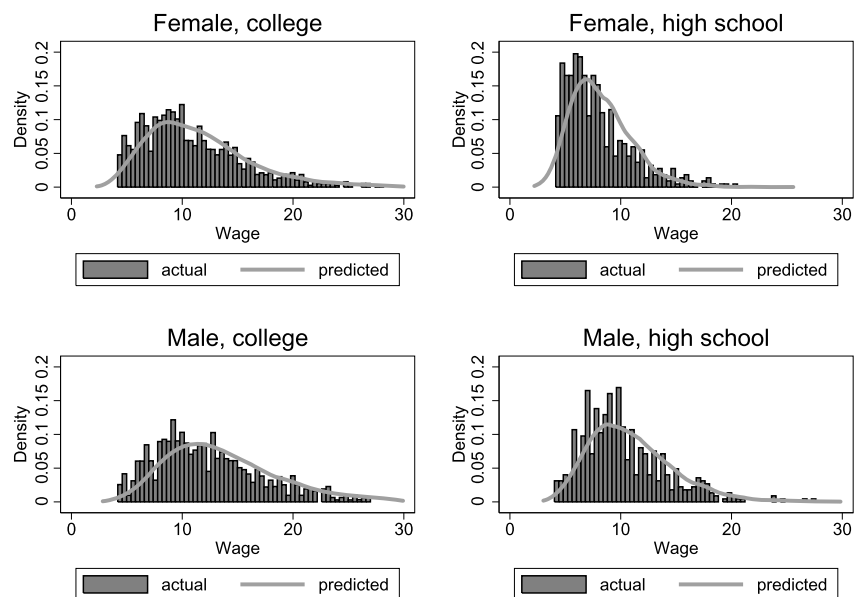 Female, college
Density
0 0.05 0.1 0.15 0.2
0 10 20 30
Wage
actual predicted
Female, high school
Density
0 0.05 0.1 0.15 0.2
0 10 20 30
Wage
actual predicted
Male, college
Density
0 0.05 0.1 0.15 0.2
0 10 20 30
Wage
actual predicted
Male, high school
Density
0 0.05 0.1 0.15 0.2
0 10 20 30
Wage
actual predicted